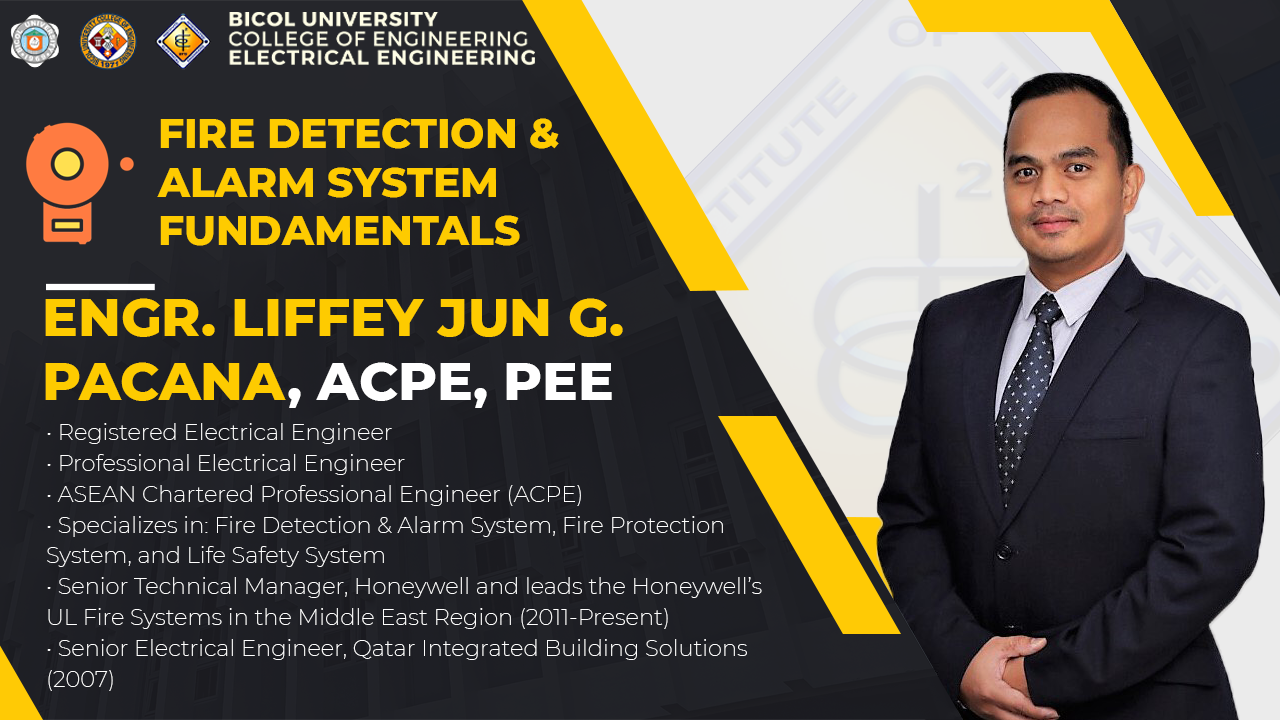 BICOL UNIVERSITY
COLLEGE OF ENGINEERING
ELECTRICAL ENGINEERING
FIRE DETECTION &
ALARM SYSTEM
FUNDAMENTALS
ENGR. LIFFEY JUN G.
PACANA, ACPE, PEE
· Registered Electrical Engineer
· Professional Electrical Engineer
· ASEAN Chartered Professional Engineer (ACPE)
· Specializes in: Fire Detection & Alarm System, Fire Protection
System, and Life Safety System
· Senior Technical Manager, Honeywell and leads the Honeywell’s
UL Fire Systems in the Middle East Region (2011-Present)
· Senior Electrical Engineer, Qatar Integrated Building Solutions
(2007)
OF